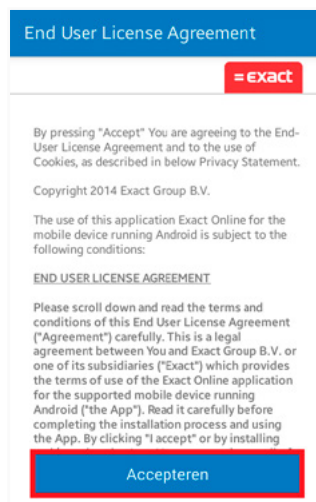 End User License Agreement
=exact
By pressing "Accept" You are agreeing to the End-
User License Agreement and to the use of
Cookies, as described in below Privacy Statement.
Copyright 2014 Exact Group B.V.
The use of this application Exact Online for the
mobile device running Android is subject to the
following conditions:
END USER LICENSE AGREEMENT
Please scroll down and read the terms and
conditions of this End User License Agreement
("Agreement") carefully. This is a legal
agreement between You and Exact Group B.V. or
one of its subsidiaries ("Exact") which provides
the terms of use of the Exact Online application
for the supported mobile device running
Android ("the App"). Read it carefully before
completing the installation process and using
the App. By clicking "I accept" or by installing
Accepteren